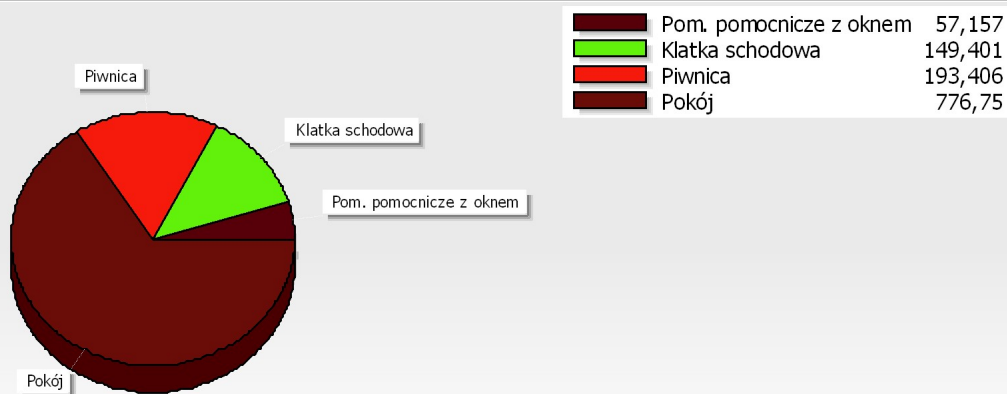 Pom. pomocnicze z oknem 57,157
Klatka schodowa 149,401
Piwnica 193,406
Pokój 776,75
Piwnica
Klatka schodowa
Pom. pomocnicze z oknem
Pokój